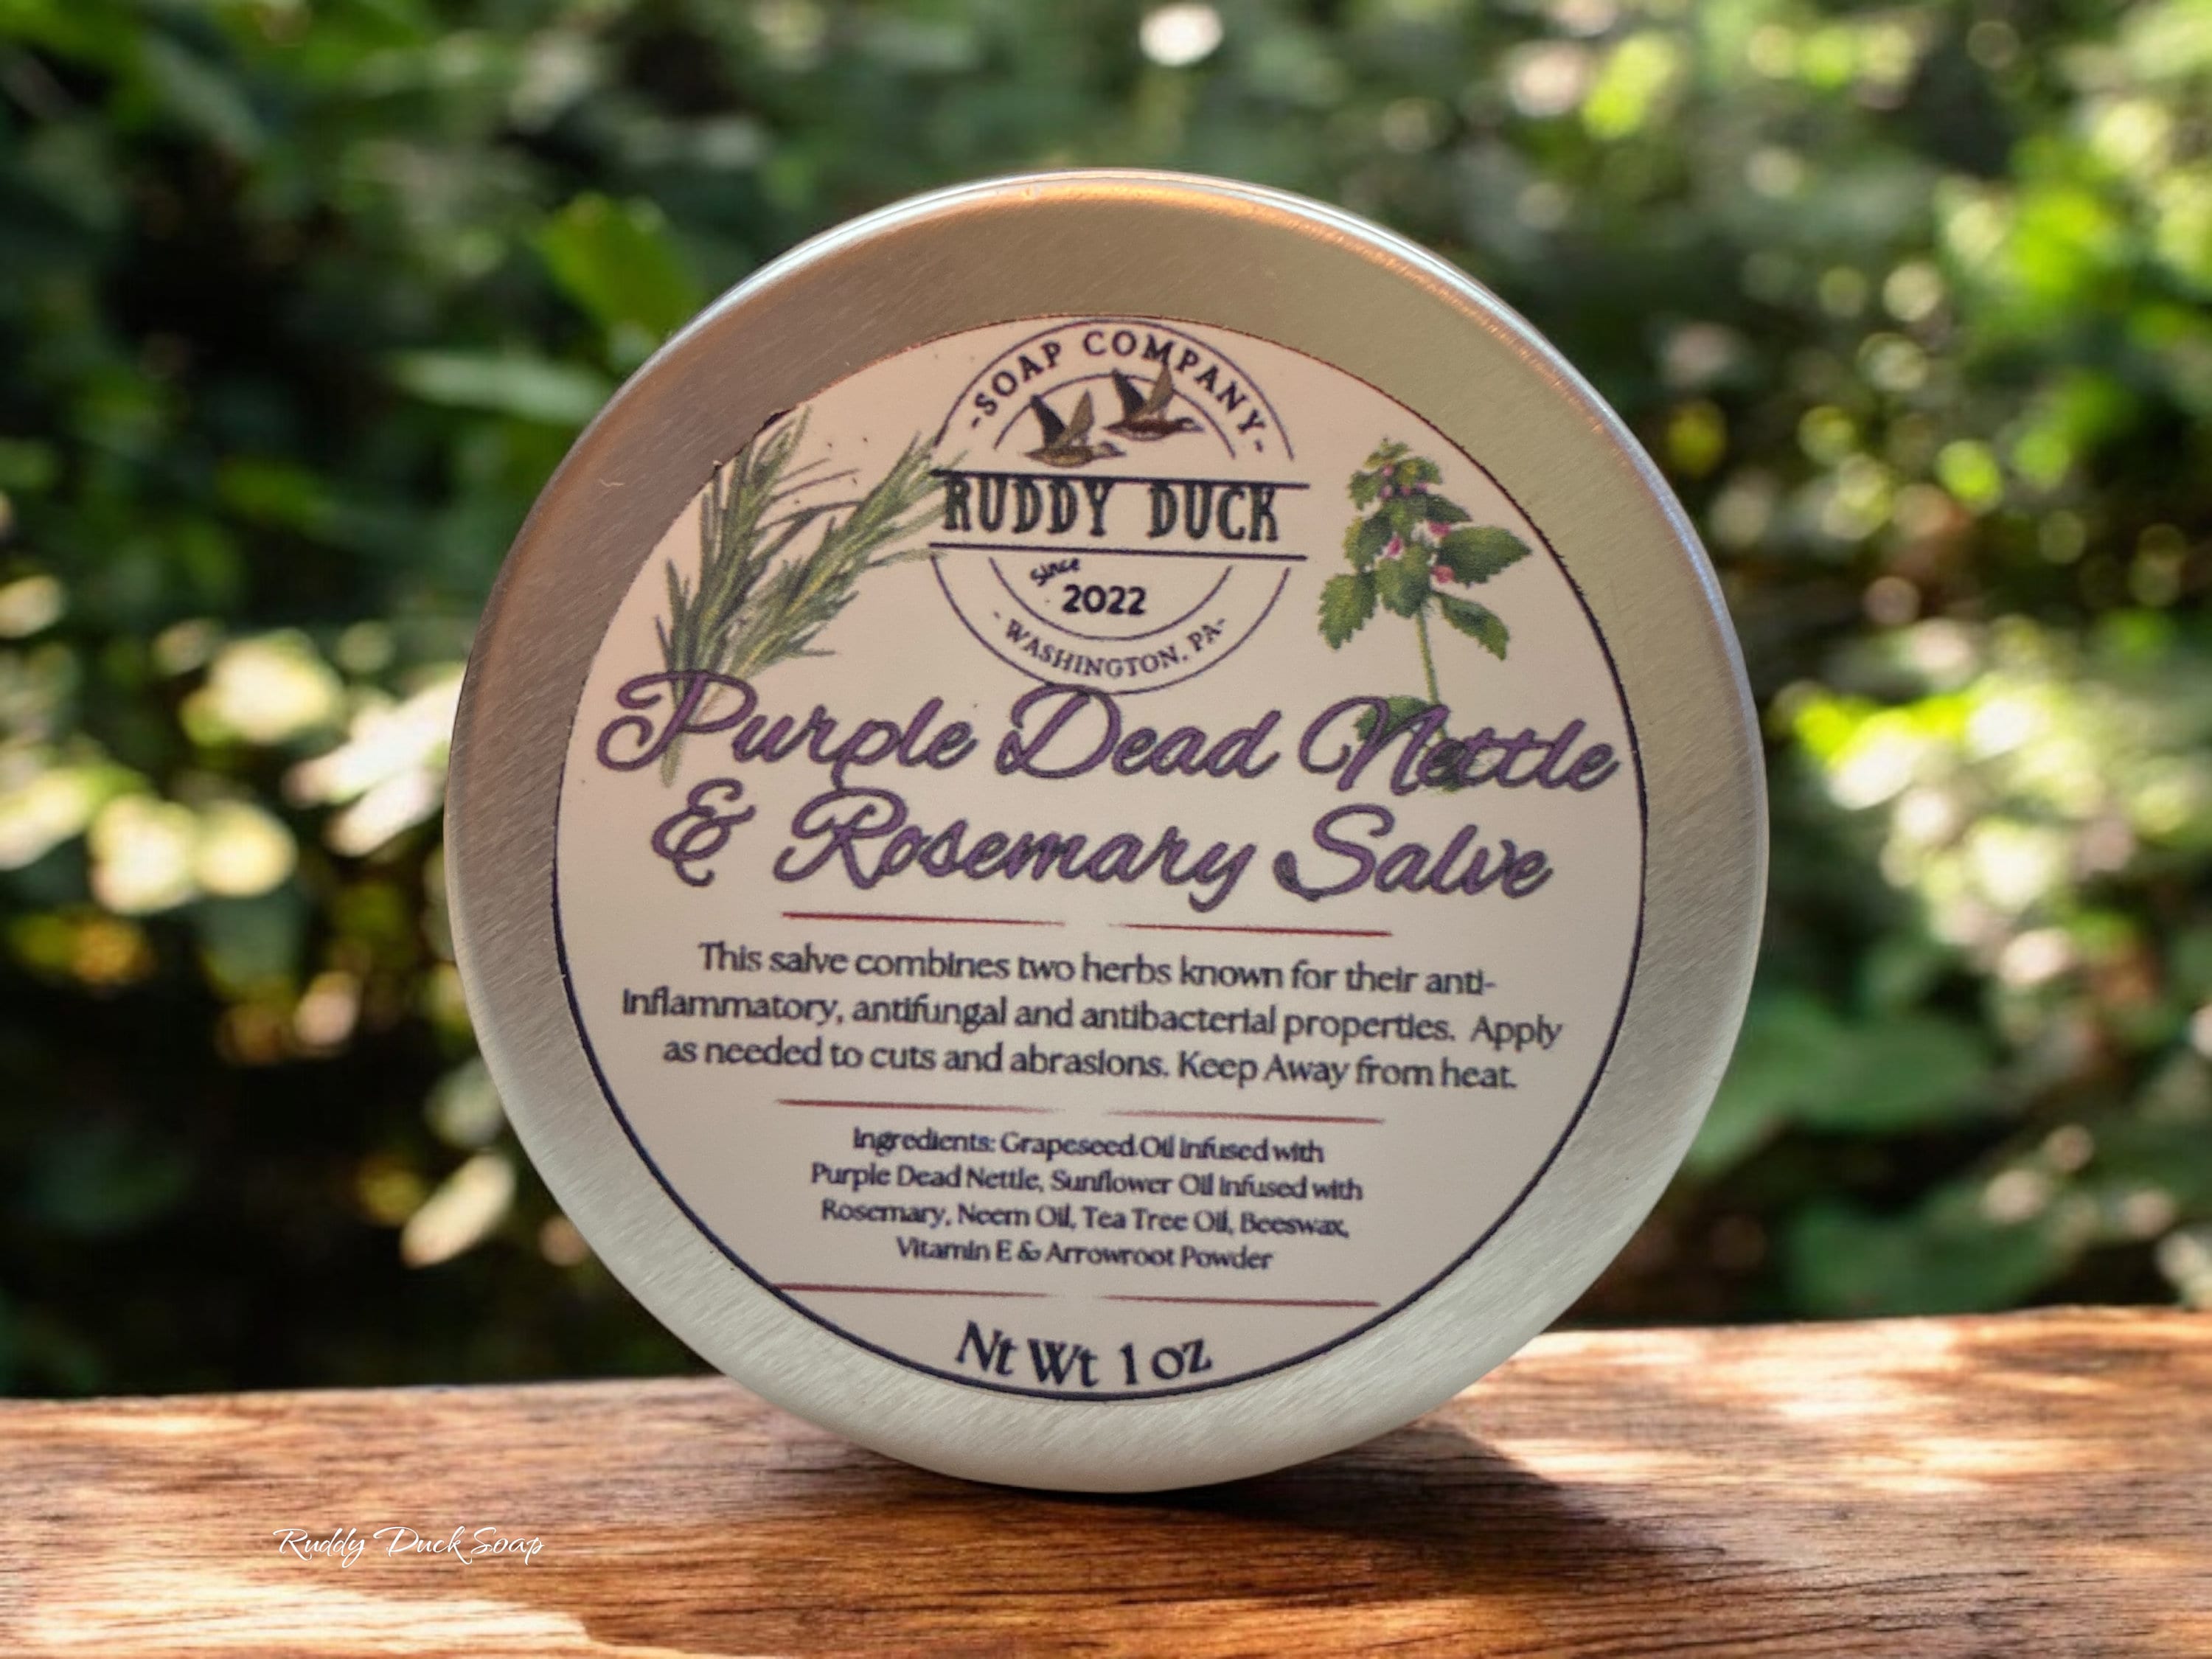 -SOAP COMPANY-
RUDDY DUCK
Since
2022
- WASHINGTON, PA-
Purple Dead Nettle
& Rosemary Salve
This salve combines two herbs known for their anti-
inflammatory, antifungal and antibacterial properties. Apply
as needed to cuts and abrasions. Keep Away from heat.
Ingredients: Grapeseed Oil infused with
Purple Dead Nettle, Sunflower Oil infused with
Rosemary, Neem Oil, Tea Tree Oil, Beeswax,
Vitamin E & Arrowroot Powder
Nt Wt 1 oz
Ruddy Duck Soap